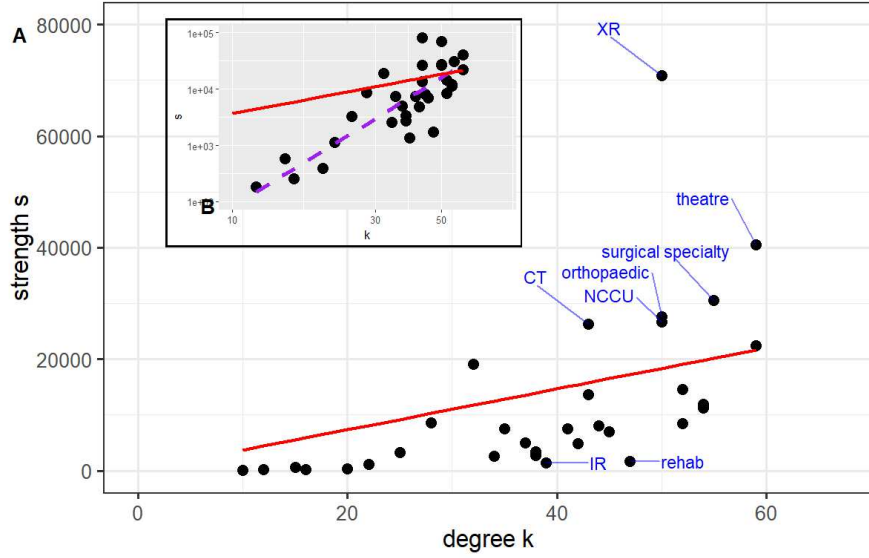 A
80000
60000
40000
20000
0
strength s
0
20
40
60
degree k
XR
theatre
surgical specialty
orthopaedic
NCCU
CT
IR
rehab
1e+05
1e+04
1e+03
s
B
10
30
50
k